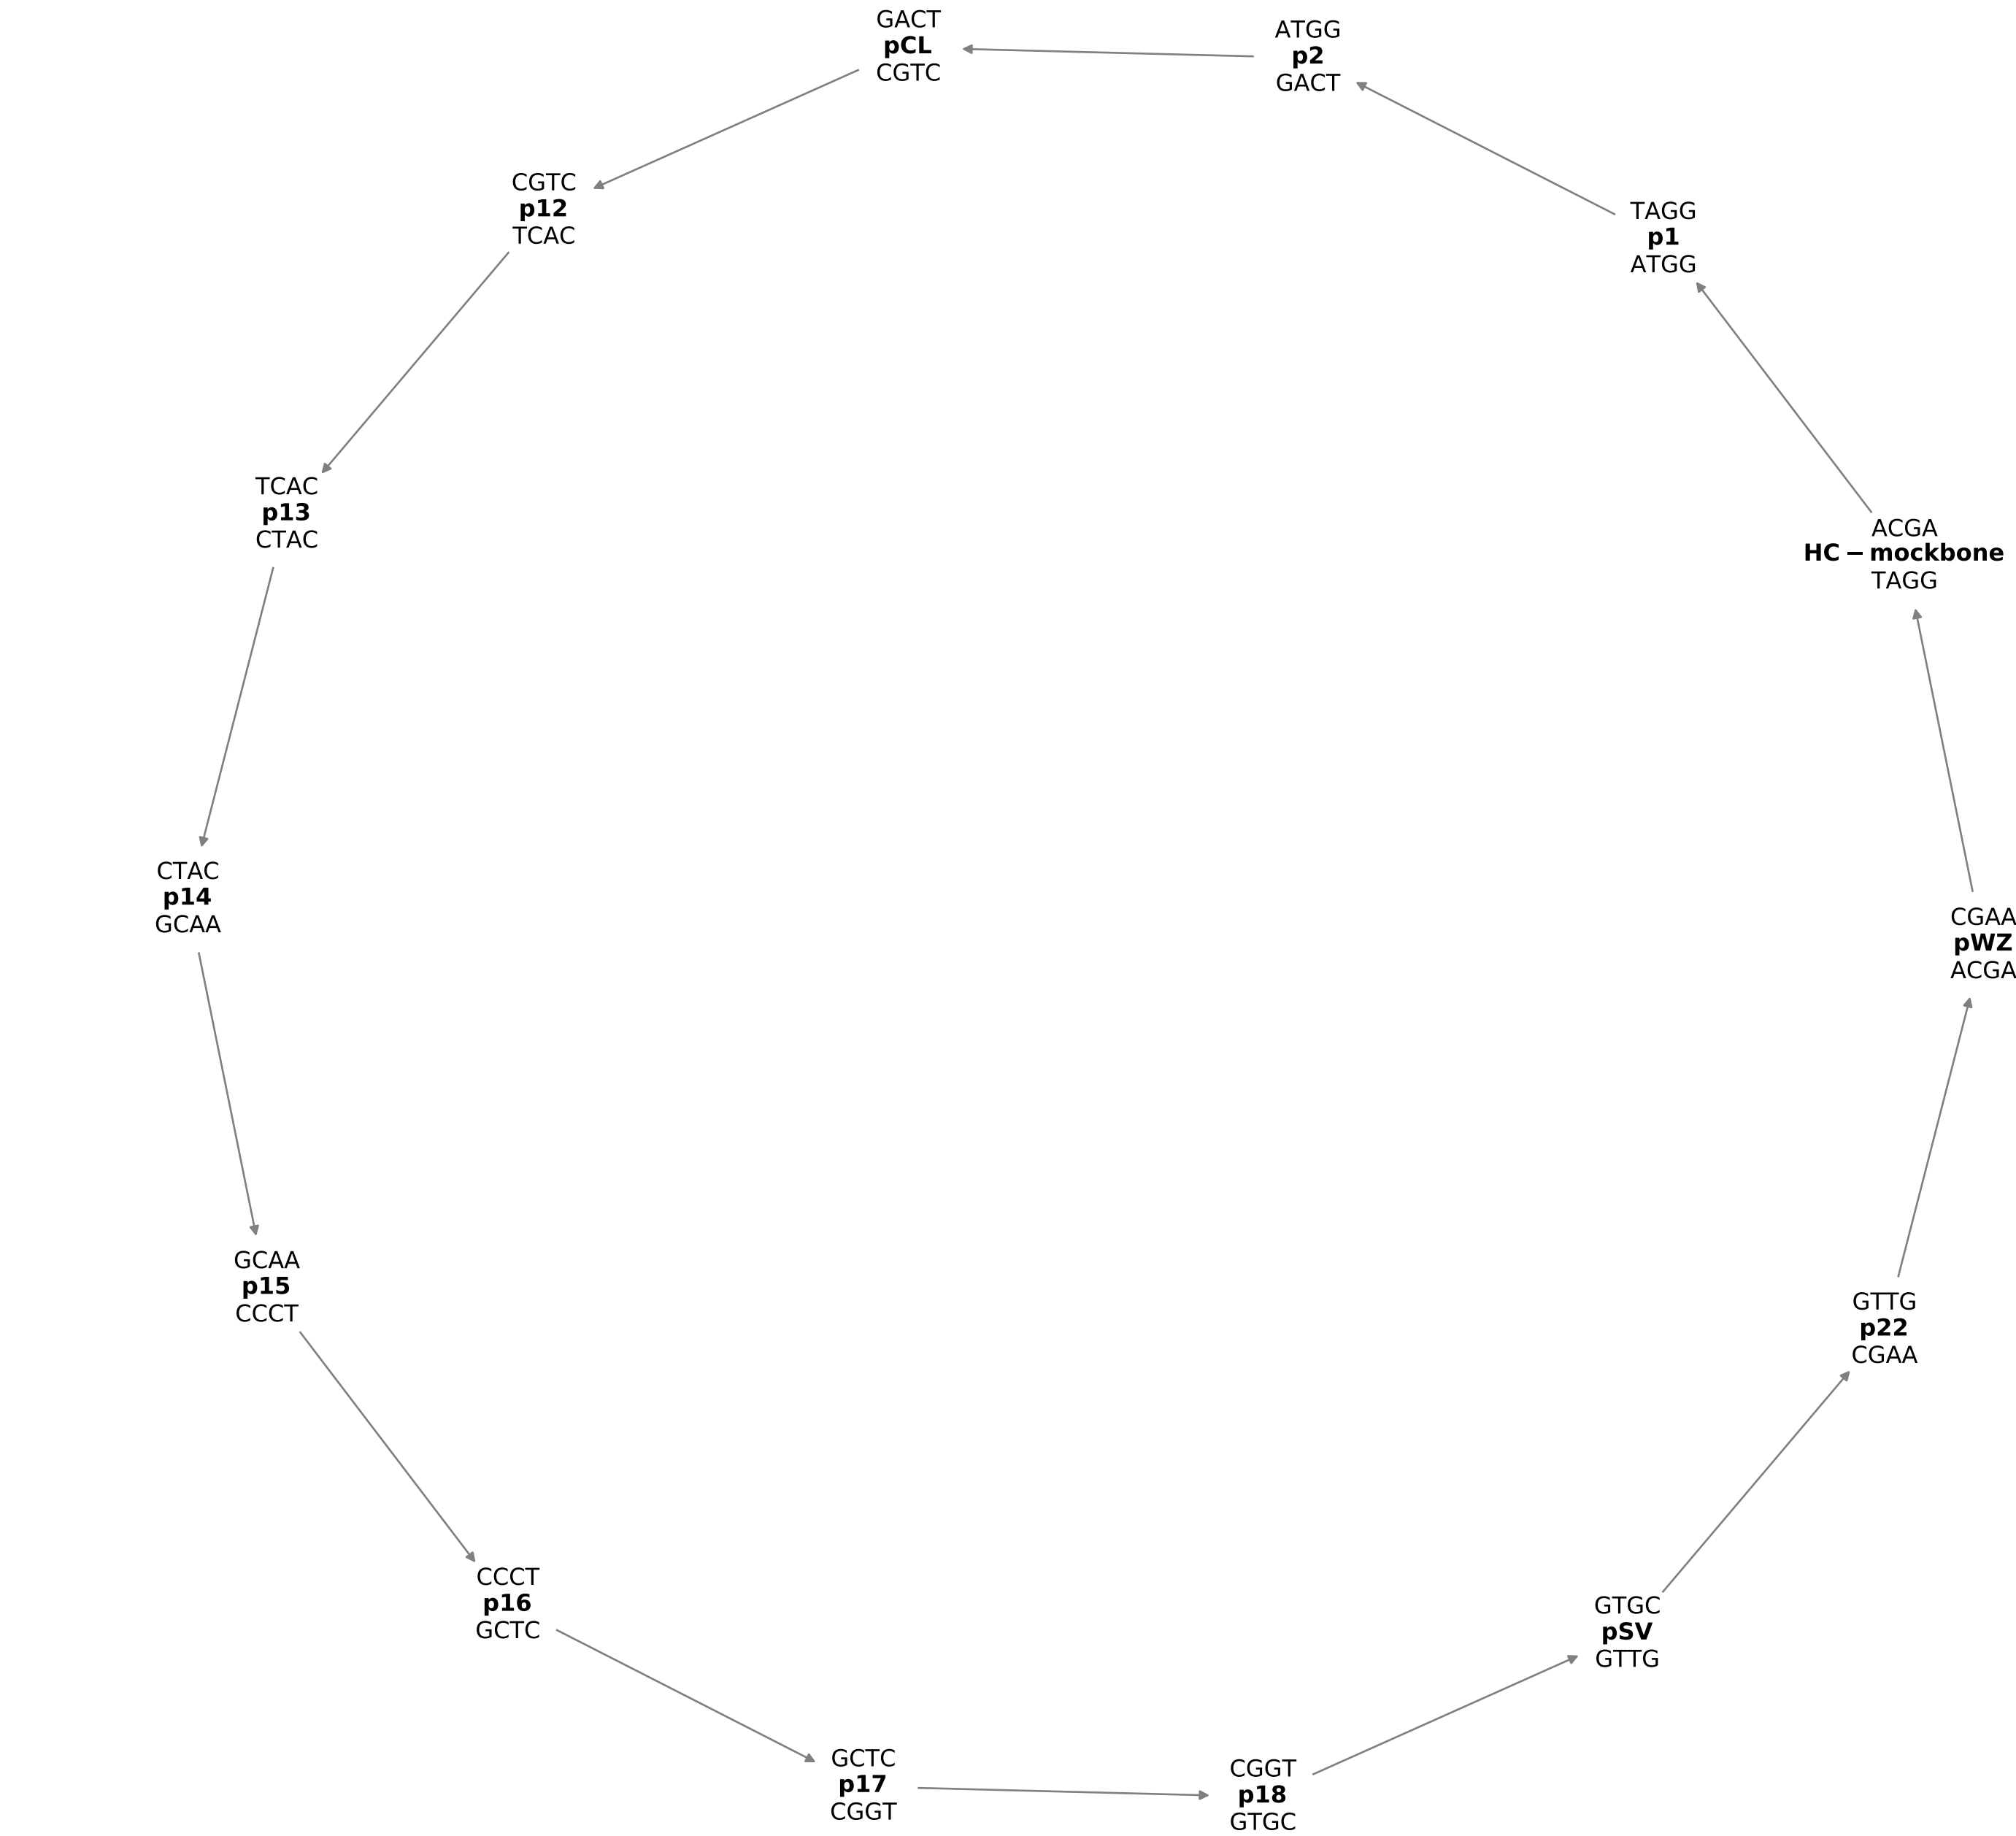 GACT
pCL
CGTC
ATGG
p2
GACT
CGTC
p12
TCAC
TAGG
p1
ATGG
TCAC
p13
CTAC
ACGA
HC − mockbone
TAGG
CTAC
p14
GCAA
CGAA
pWZ
ACGA
GCAA
p15
CCCT
GTTG
p22
CGAA
CCCT
p16
GCTC
GTGC
pSV
GTTG
GCTC
p17
CGGT
CGGT
p18
GTGC